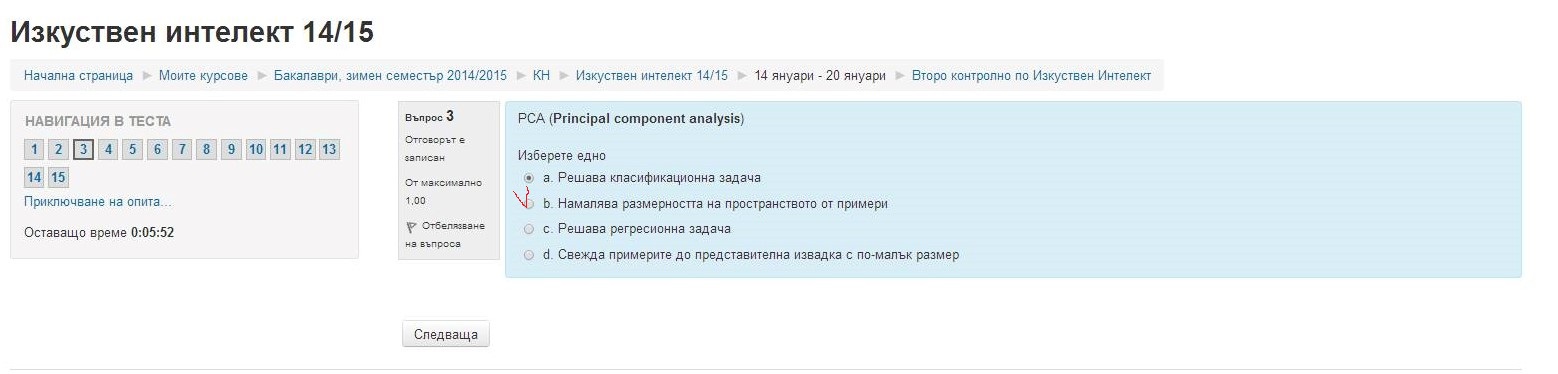 Изкуствен интелект 14/15
Начална страница ► Моите курсове ► Бакалаври, зимен семестър 2014/2015 ► КН ► Изкуствен интелект 14/15 ► 14 януари - 20 януари ► Второ контролно по Изкуствен Интелект
НАВИГАЦИЯ В ТЕСТА
1 2 3 4 5 6 7 8 9 10 11 12 13
14 15
Приключване на опита...
Оставащо време 0:05:52
Въпрос 3
Отговорът е
записан
От максимално
1,00
Отбелязване
на въпроса
PCA (Principal component analysis)
Изберете едно
a. Решава класификационна задача
b. Намалява размерността на пространството от примери
c. Решава регресионна задача
d. Свежда примерите до представителна извадка с по-малък размер
Следваща